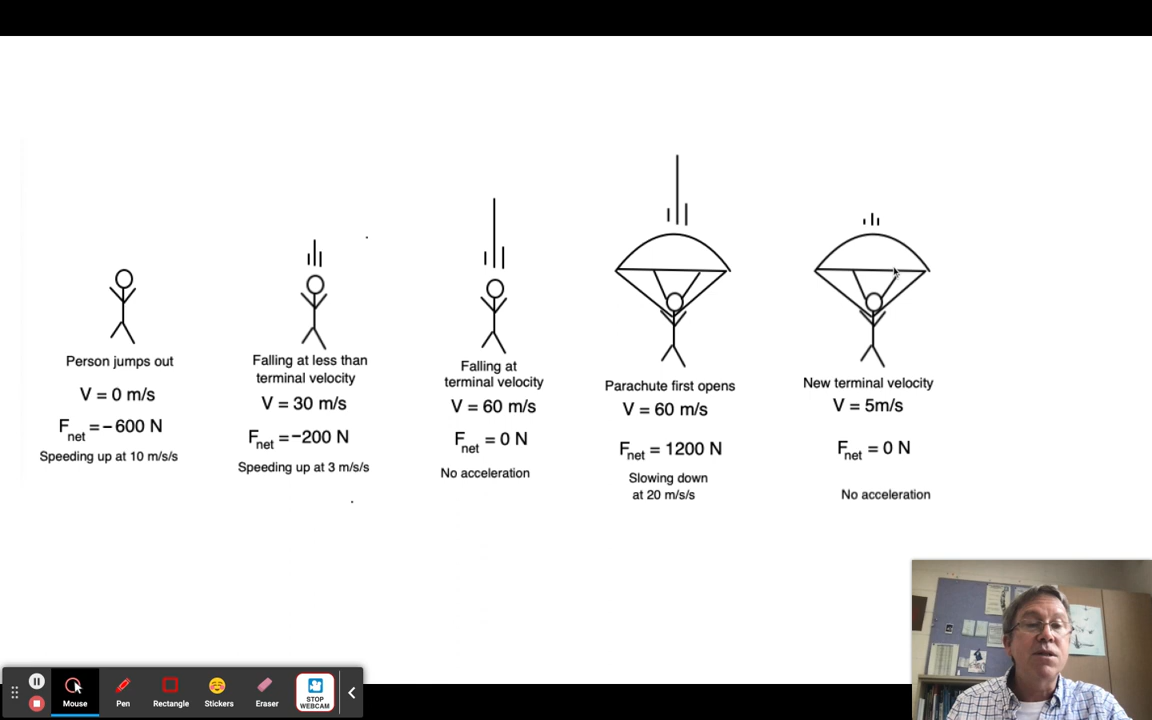 Person jumps out
V = 0 m/s
Fnet = − 600 N
Speeding up at 10 m/s/s
Falling at less than
terminal velocity
V = 30 m/s
Fnet =−200 N
Speeding up at 3 m/s/s
Falling at
terminal velocity
V = 60 m/s
Fnet = 0 N
No acceleration
Parachute first opens
V = 60 m/s
Fnet = 1200 N
Slowing down
at 20 m/s/s
New terminal velocity
V = 5m/s
Fnet = 0 N
No acceleration
Mouse
Pen
Rectangle
Stickers
Eraser
STOP
WEBCAM